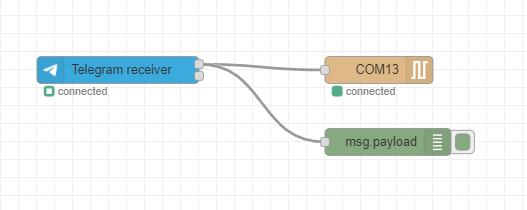 Telegram receiver
connected
COM13
connected
msg.payload